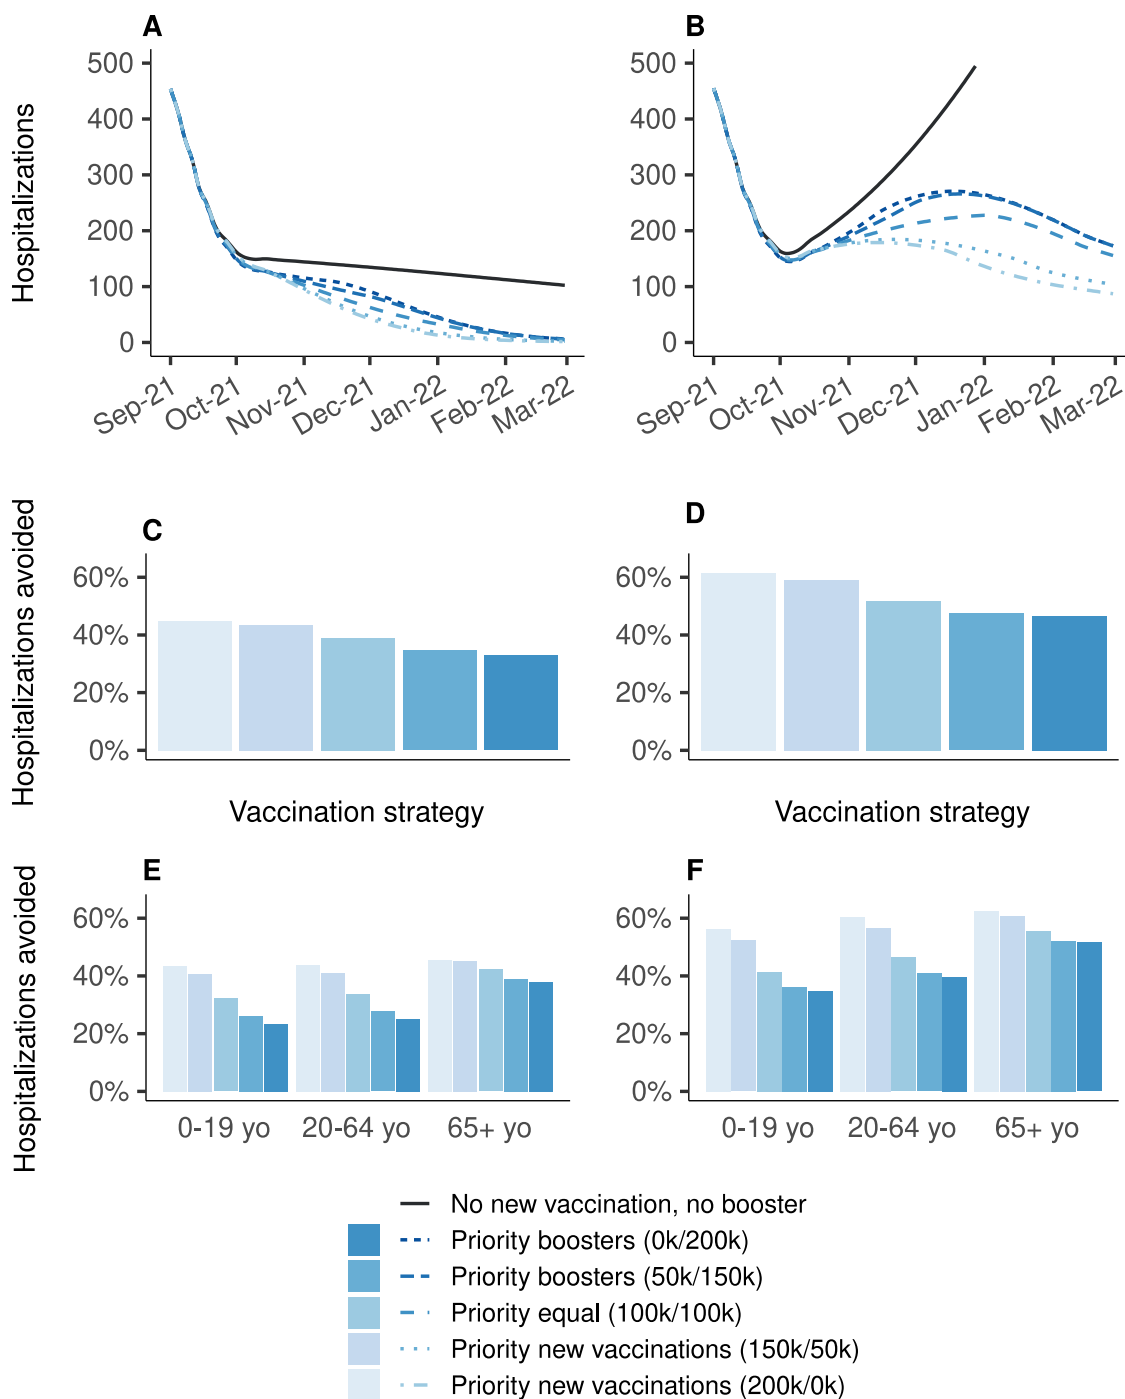 A
B
Hospitalizations
500
400
300
200
100
0
500
400
300
200
100
0
Sep-21
Oct-21
Nov-21
Dec-21
Jan-22
Feb-22
Mar-22
Sep-21
Oct-21
Nov-21
Dec-21
Jan-22
Feb-22
Mar-22
C
D
Hospitalizations avoided
60%
40%
20%
0%
60%
40%
20%
0%
Vaccination strategy
Vaccination strategy
E
F
Hospitalizations avoided
60%
40%
20%
0%
60%
40%
20%
0%
0-19 yo
20-64 yo
65+ yo
0-19 yo
20-64 yo
65+ yo
No new vaccination, no booster
Priority boosters (0k/200k)
Priority boosters (50k/150k)
Priority equal (100k/100k)
Priority new vaccinations (150k/50k)
Priority new vaccinations (200k/0k)